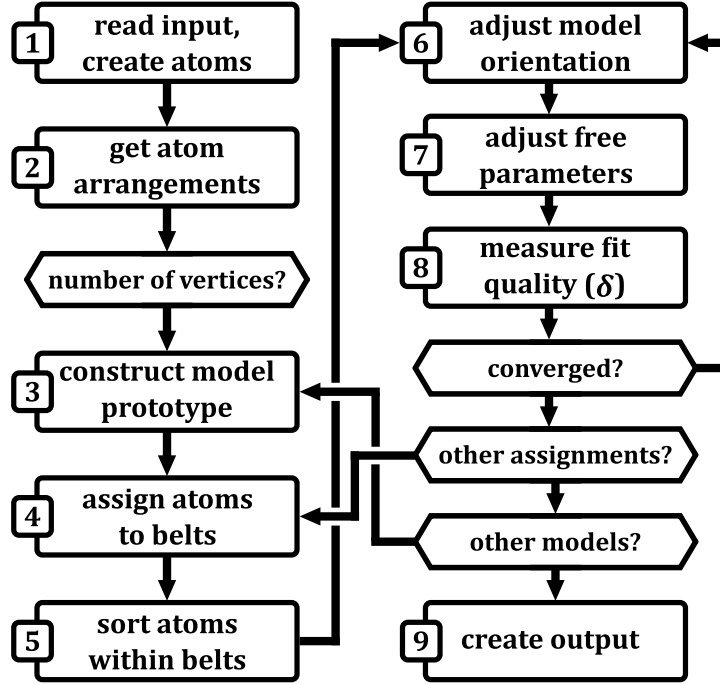 1
read input,
create atoms
2
get atom
arrangements
number of vertices?
3
construct model
prototype
4
assign atoms
to belts
5
sort atoms
within belts
6
adjust model
orientation
7
adjust free
parameters
8
measure fit
quality (δ)
converged?
other assignments?
other models?
9
create output